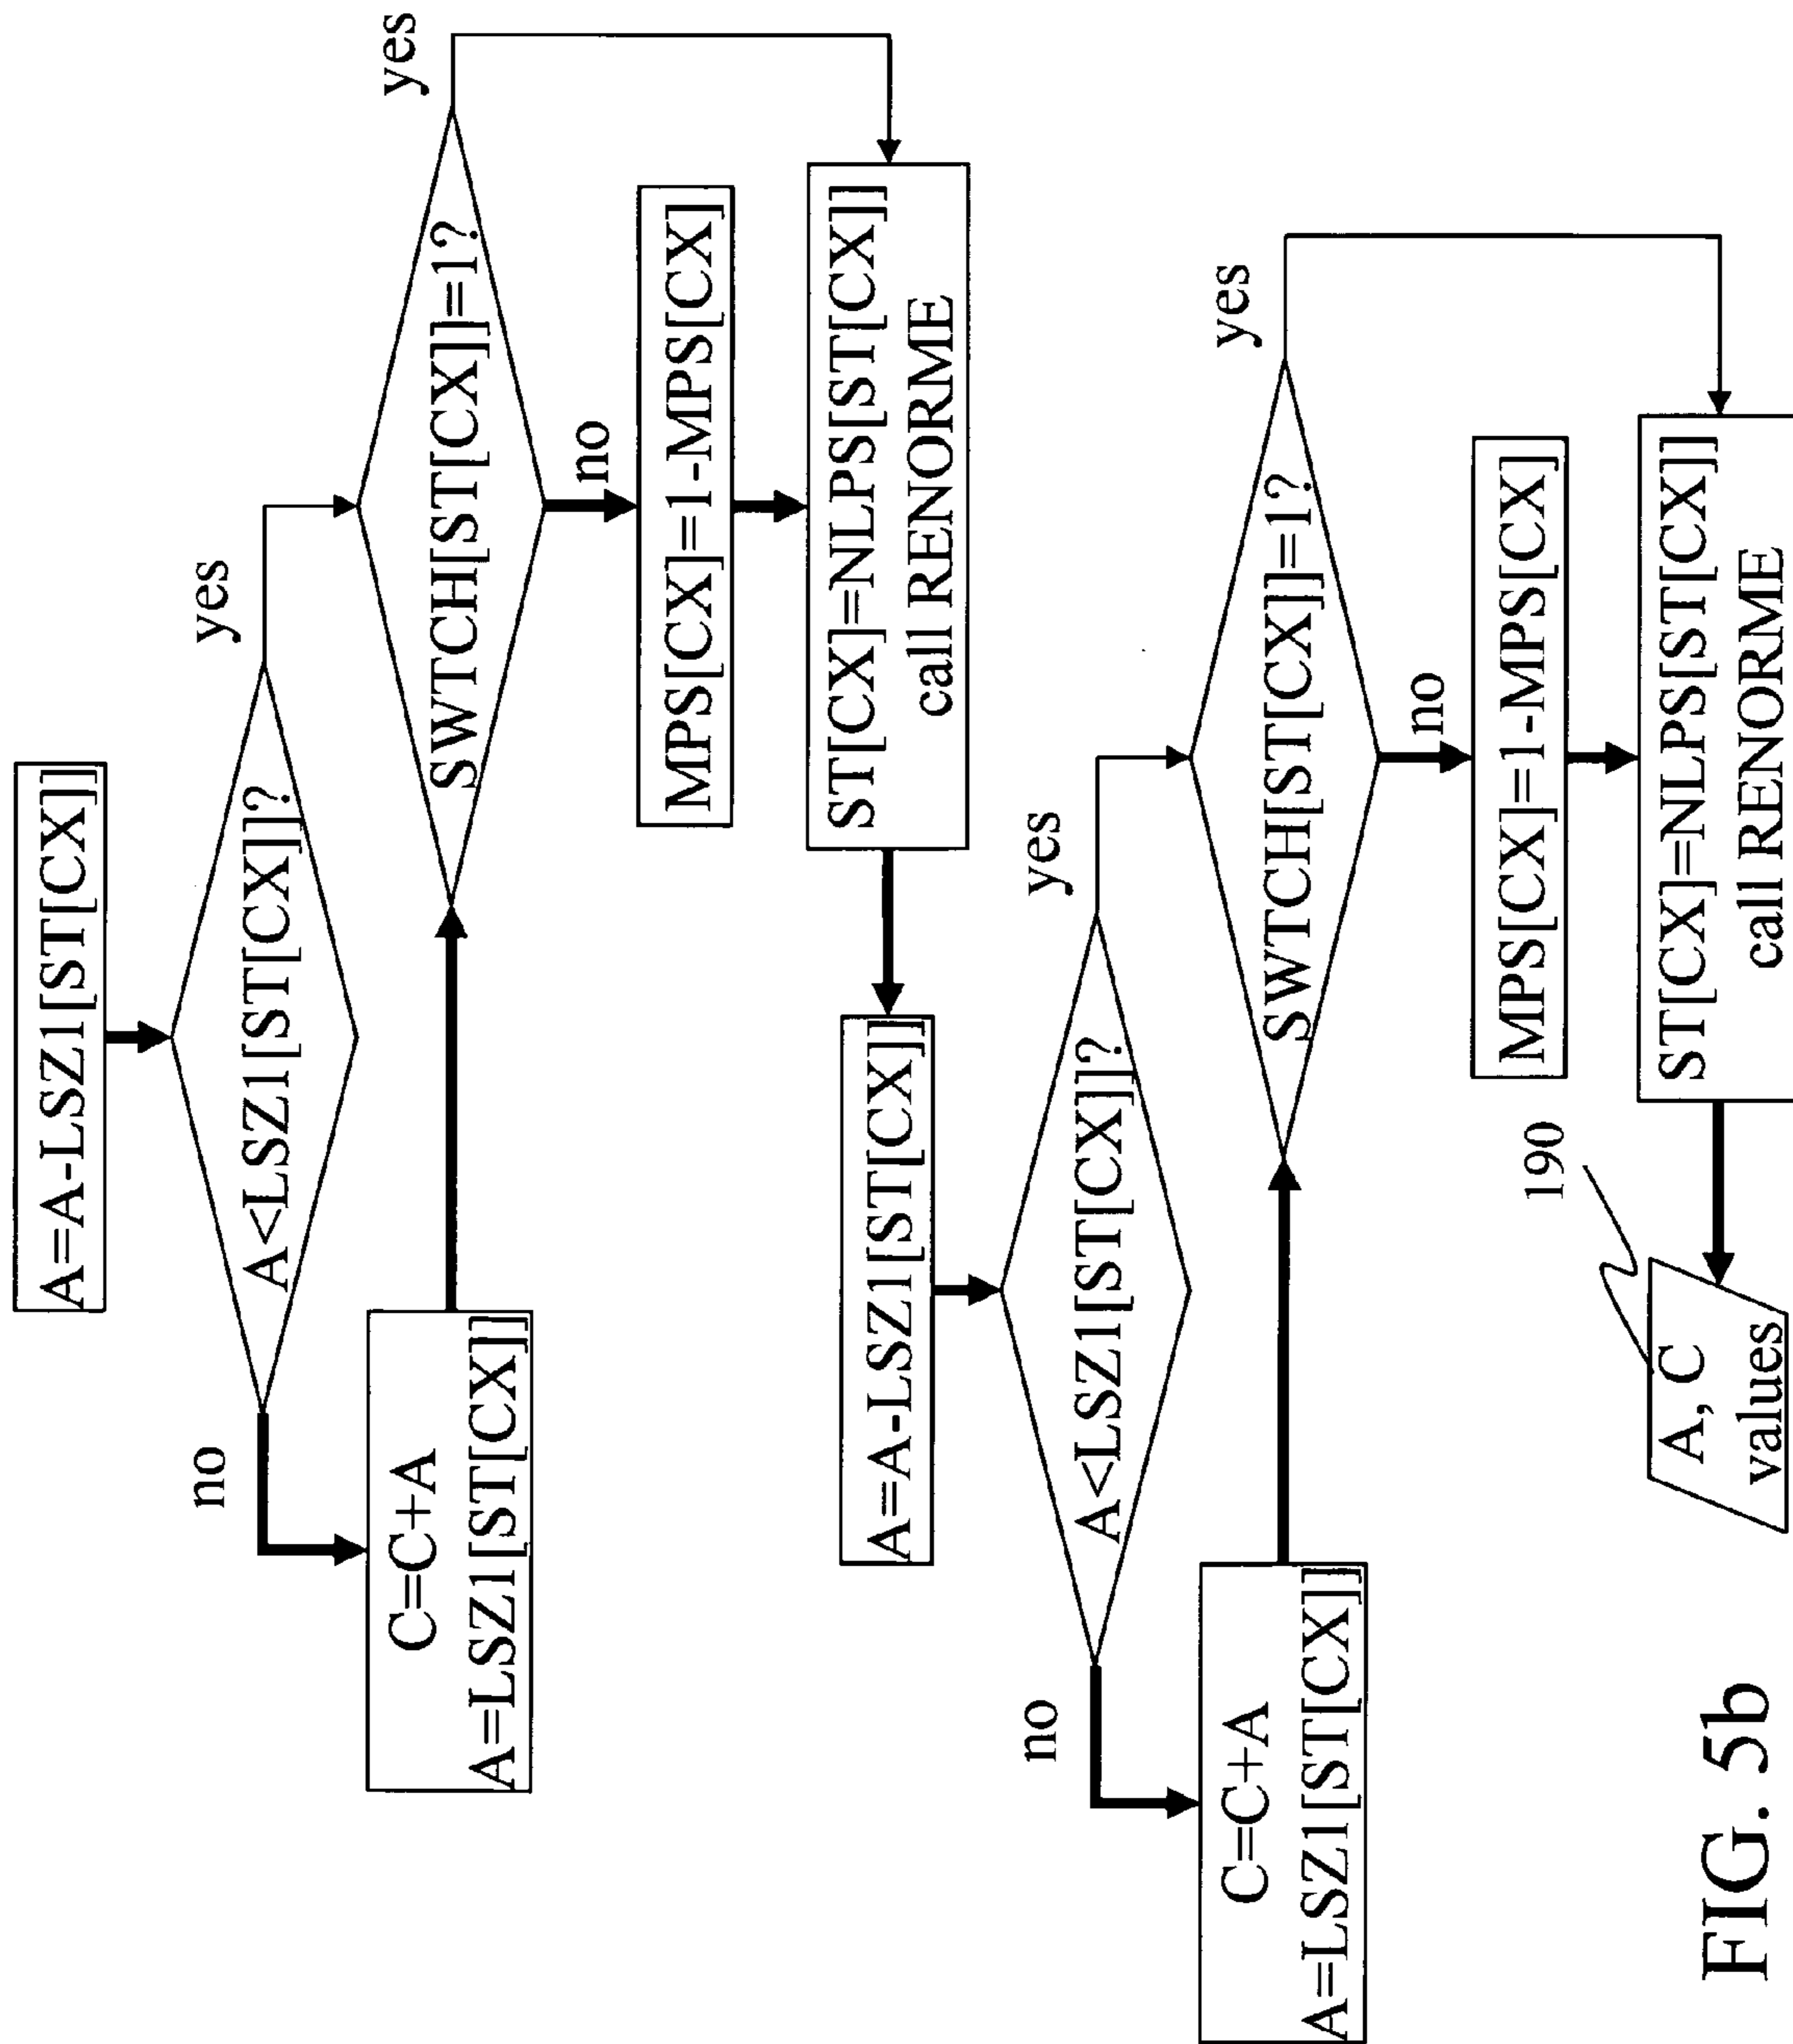 A=A-LSZ1[ST[CX]]
A<LSZ1[ST[CX]]?
no
yes
C=C+A
A=LSZ1[ST[CX]]
SWTCH[ST[CX]]=1?
yes
no
MPS[CX]=1-MPS[CX]
ST[CX]=NLPS[ST[CX]]
call RENORME
A=A-LSZ1[ST[CX]]
A<LSZ1[ST[CX]]?
no
yes
C=C+A
A=LSZ1[ST[CX]]
SWTCH[ST[CX]]=1?
yes
no
MPS[CX]=1-MPS[CX]
ST[CX]=NLPS[ST[CX]]
call RENORME
190
A, C
values
FIG. 5b